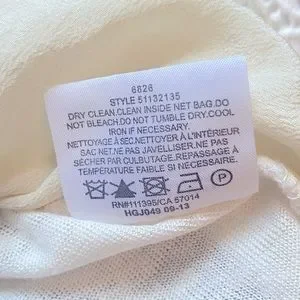 6626
STYLE 51132135
DRY CLEAN.CLEAN INSIDE NET BAG.DO
NOT BLEACH.DO NOT TUMBLE DRY.COOL
IRON IF NECESSARY.
NETTOYAGE À SEC.NETTOYER À L'INTÉRIEUR
SAC NET.NE PAS JAVELLISER.NE PAS
SÉCHER PAR CULBUTAGE.REPASSAGE À
TEMPÉRATURE FAIBLE SI NÉCESSAIRE.
P
RN#111395/CA 57014
HGJ049 09-13